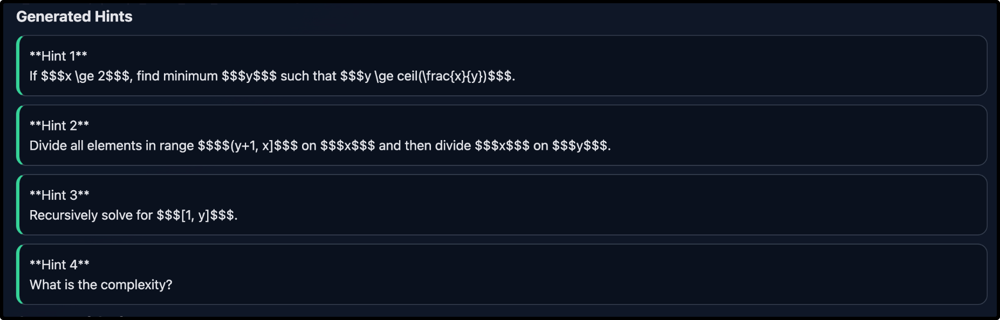 Generated Hints
**Hint 1**
If $$$x \ge 2$$$, find minimum $$$y$$$ such that $$$y \ge ceil(\frac{x}{y})$$$.
**Hint 2**
Divide all elements in range $$$$(y+1, x]$$$ on $$$x$$$ and then divide $$$x$$$ on $$$y$$$.
**Hint 3**
Recursively solve for $$$[1, y]$$$.
**Hint 4**
What is the complexity?